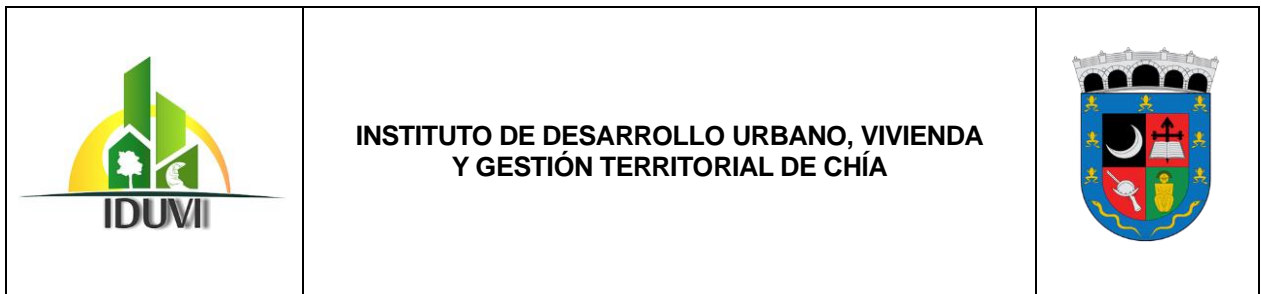 IDUVI
INSTITUTO DE DESARROLLO URBANO, VIVIENDA
Y GESTIÓN TERRITORIAL DE CHÍA